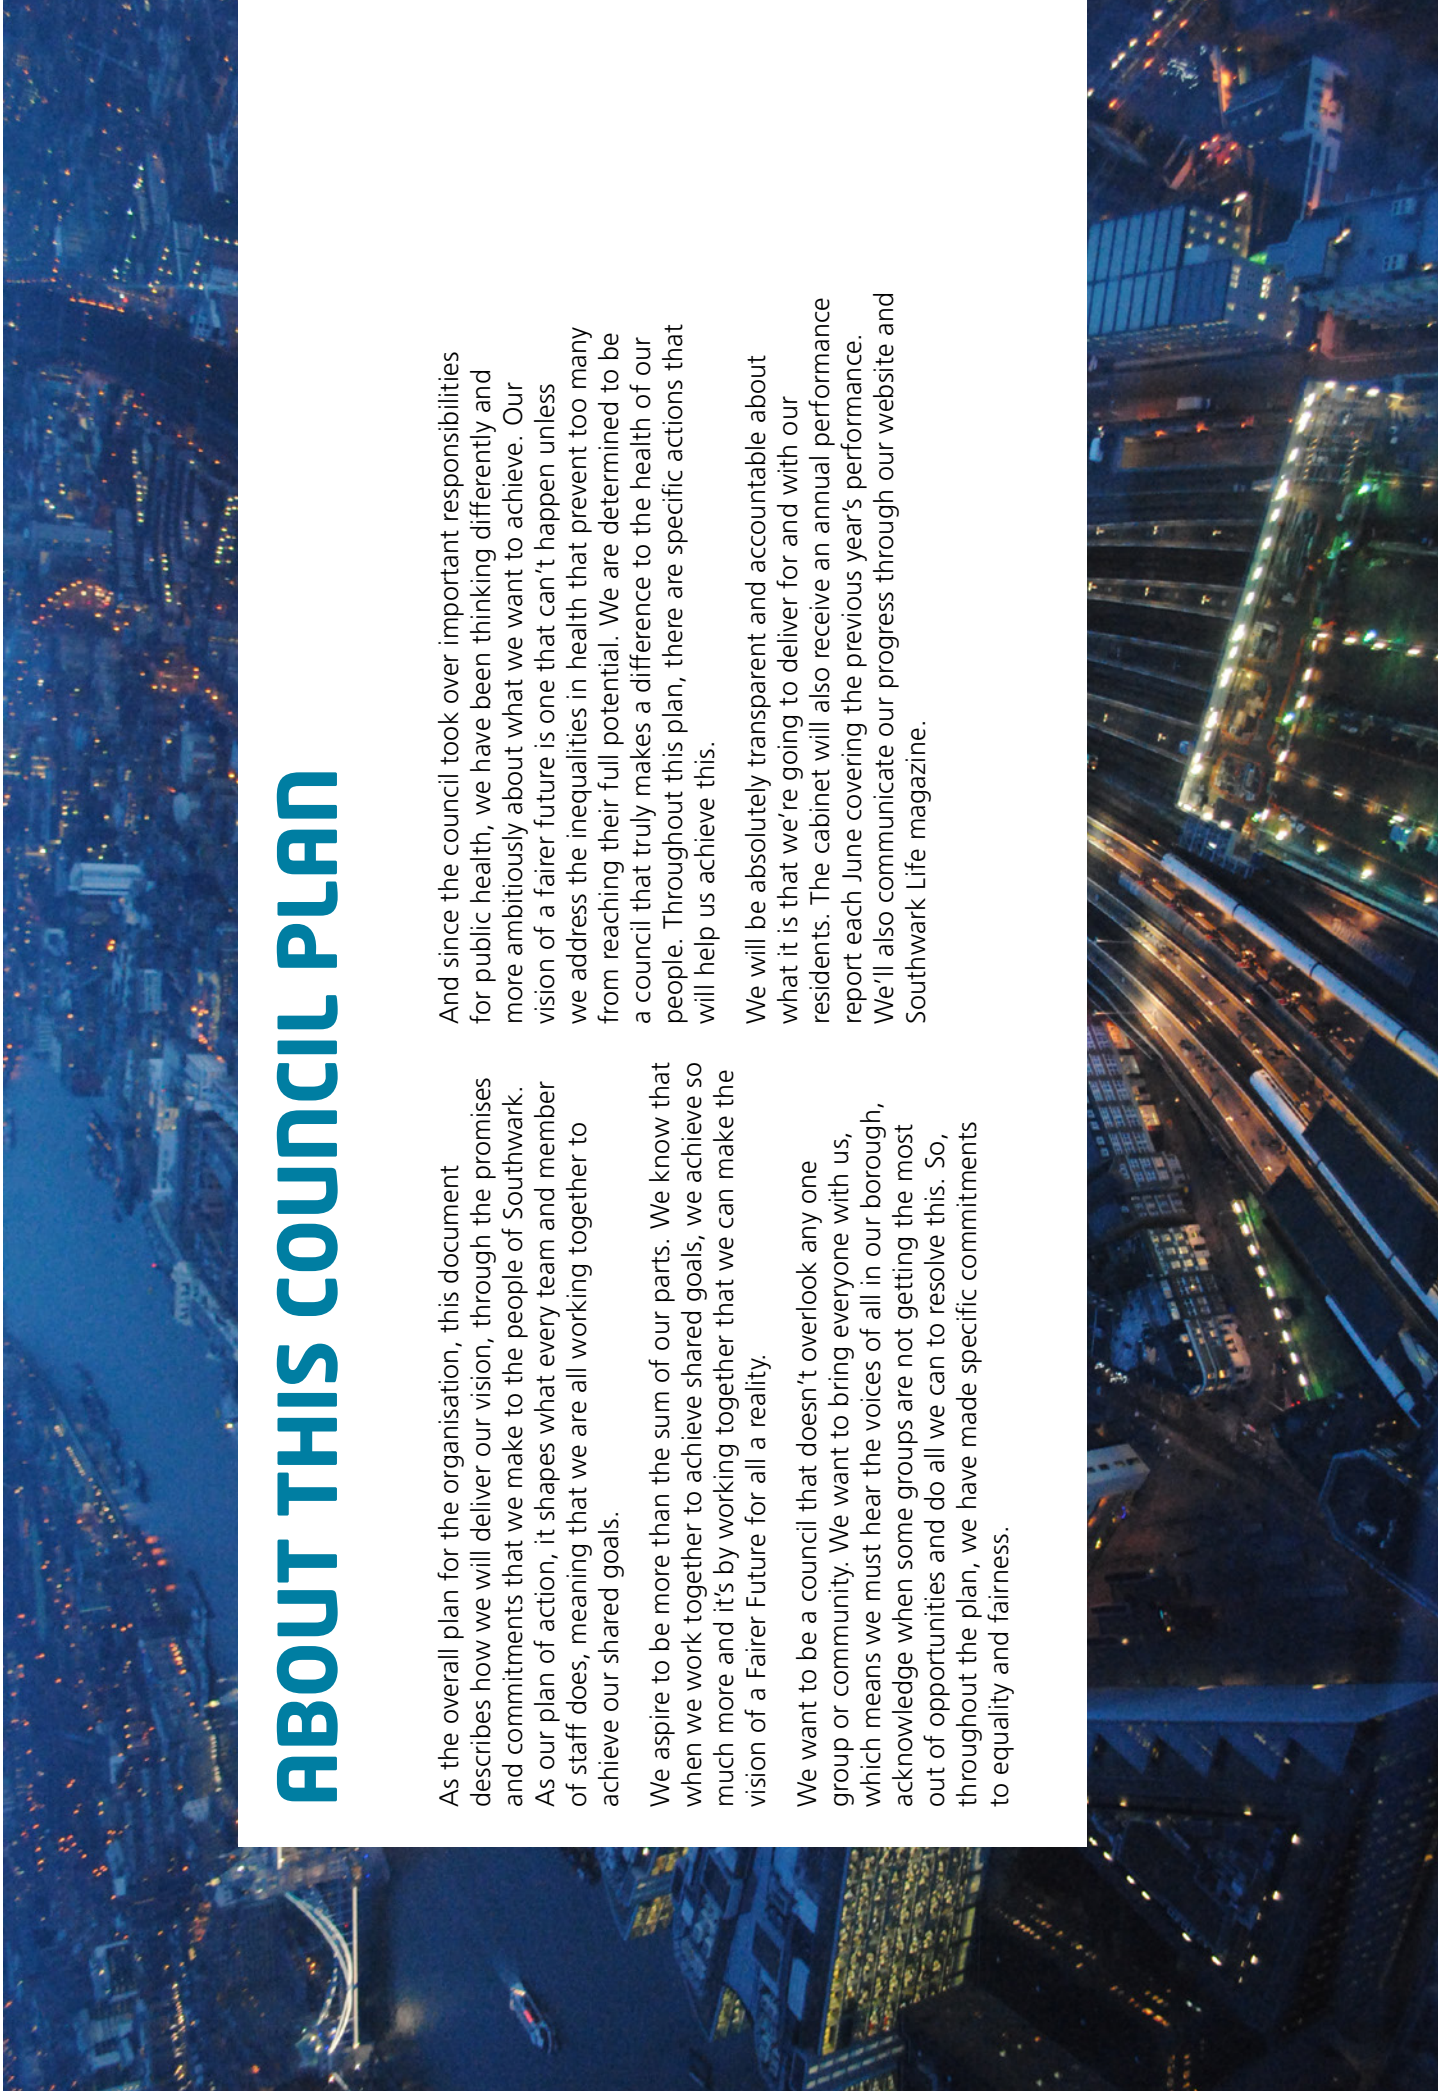 ABOUT THIS COUNCIL PLAN
As the overall plan for the organisation, this document
describes how we will deliver our vision, through the promises
and commitments that we make to the people of Southwark.
As our plan of action, it shapes what every team and member
of staff does, meaning that we are all working together to
achieve our shared goals.
We aspire to be more than the sum of our parts. We know that
when we work together to achieve shared goals, we achieve so
much more and it’s by working together that we can make the
vision of a Fairer Future for all a reality.
We want to be a council that doesn’t overlook any one
group or community. We want to bring everyone with us,
which means we must hear the voices of all in our borough,
acknowledge when some groups are not getting the most
out of opportunities and do all we can to resolve this. So,
throughout the plan, we have made specific commitments
to equality and fairness.
And since the council took over important responsibilities
for public health, we have been thinking differently and
more ambitiously about what we want to achieve. Our
vision of a fairer future is one that can’t happen unless
we address the inequalities in health that prevent too many
from reaching their full potential. We are determined to be
a council that truly makes a difference to the health of our
people. Throughout this plan, there are specific actions that
will help us achieve this.
We will be absolutely transparent and accountable about
what it is that we’re going to deliver for and with our
residents. The cabinet will also receive an annual performance
report each June covering the previous year’s performance.
We’ll also communicate our progress through our website and
Southwark Life magazine.